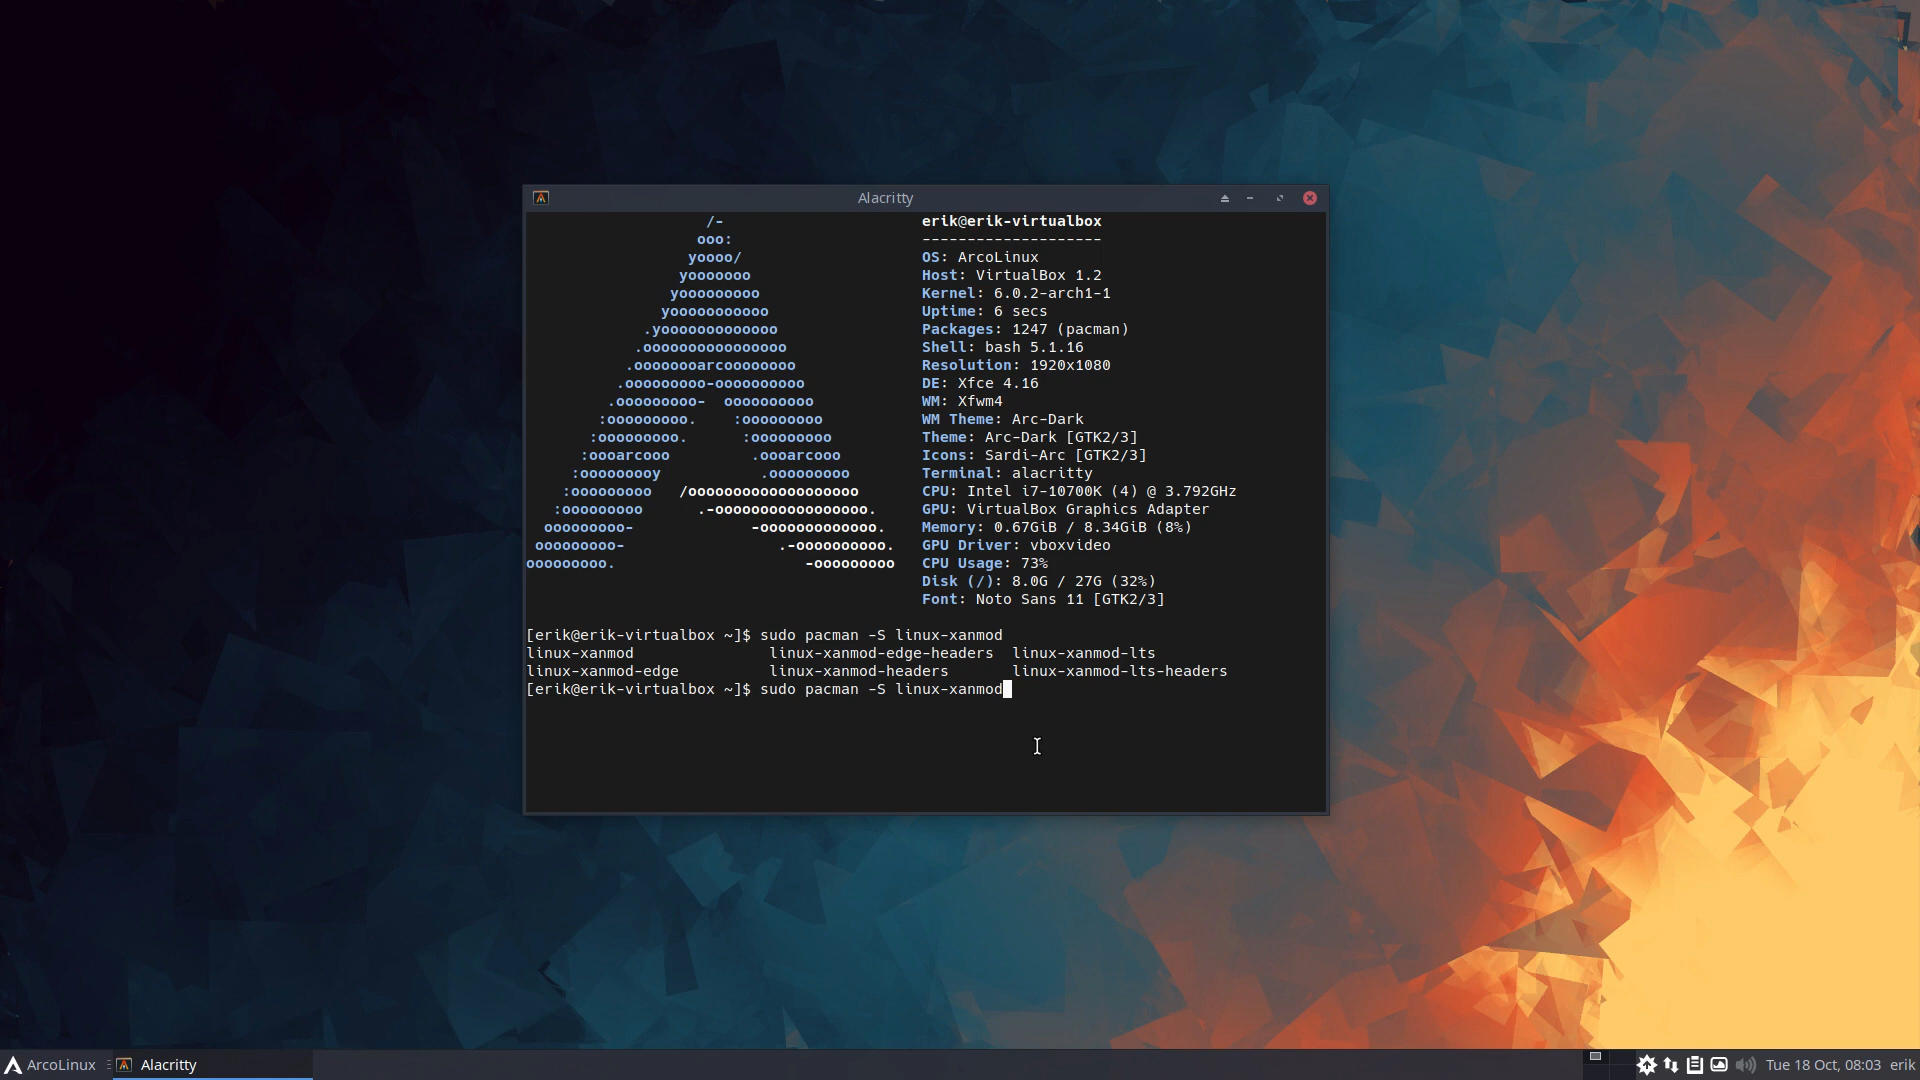 Alacritty
/-
ooo:
yoooo/
yooooooo
yooooooooo
yooooooooooo
.yooooooooooooo
.oooooooooooooooo
.oooooooarcoooooooo
.ooooooooo-oooooooooo
.ooooooooo-  oooooooooo
:ooooooooo.    :ooooooooo
:ooooooooo.      :ooooooooo
:oooarcooo         .oooarcooo
:ooooooooy           .ooooooooo
:ooooooooo   /ooooooooooooooooooo
:ooooooooo      .-ooooooooooooooooo.
ooooooooo-             -ooooooooooooo.
ooooooooo-                 .-oooooooooo.
ooooooooo.                     -ooooooooo
erik@erik-virtualbox
--------------------
OS: ArcoLinux
Host: VirtualBox 1.2
Kernel: 6.0.2-arch1-1
Uptime: 6 secs
Packages: 1247 (pacman)
Shell: bash 5.1.16
Resolution: 1920x1080
DE: Xfce 4.16
WM: Xfwm4
WM Theme: Arc-Dark
Theme: Arc-Dark [GTK2/3]
Icons: Sardi-Arc [GTK2/3]
Terminal: alacritty
CPU: Intel i7-10700K (4) @ 3.792GHz
GPU: VirtualBox Graphics Adapter
Memory: 0.67GiB / 8.34GiB (8%)
GPU Driver: vboxvideo
CPU Usage: 73%
Disk (/): 8.0G / 27G (32%)
Font: Noto Sans 11 [GTK2/3]
[erik@erik-virtualbox ~]$ sudo pacman -S linux-xanmod
linux-xanmod               linux-xanmod-edge-headers  linux-xanmod-lts
linux-xanmod-edge          linux-xanmod-headers       linux-xanmod-lts-headers
[erik@erik-virtualbox ~]$ sudo pacman -S linux-xanmod
ArcoLinux Alacritty Tue 18 Oct, 08:03 erik